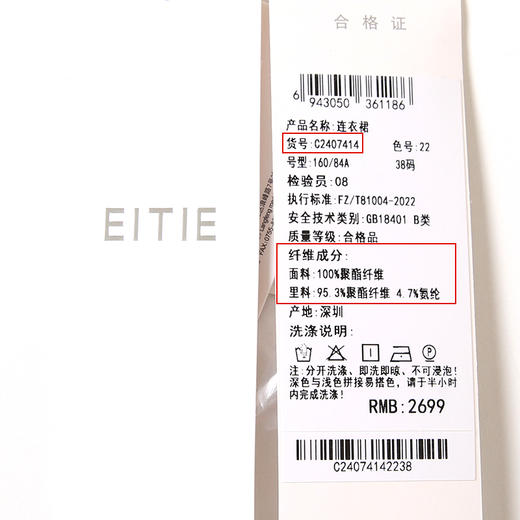 合格证
6 943050 361186
产品名称:连衣裙
货号:C2407414 色号:22
号型:160/84A 38码
检验员:08
执行标准:FZ/T81004-2022
安全技术类别:GB18401 B类
质量等级:合格品
纤维成分:
面料:100%聚酯纤维
里料:95.3%聚酯纤维 4.7%氨纶
产地:深圳
洗涤说明:
P
注:分开洗涤、即洗即晾、不可浸泡!
深色与浅色拼接易搭色,请于半小时
内完成洗涤!
RMB:2699
C24074142238
EITIE